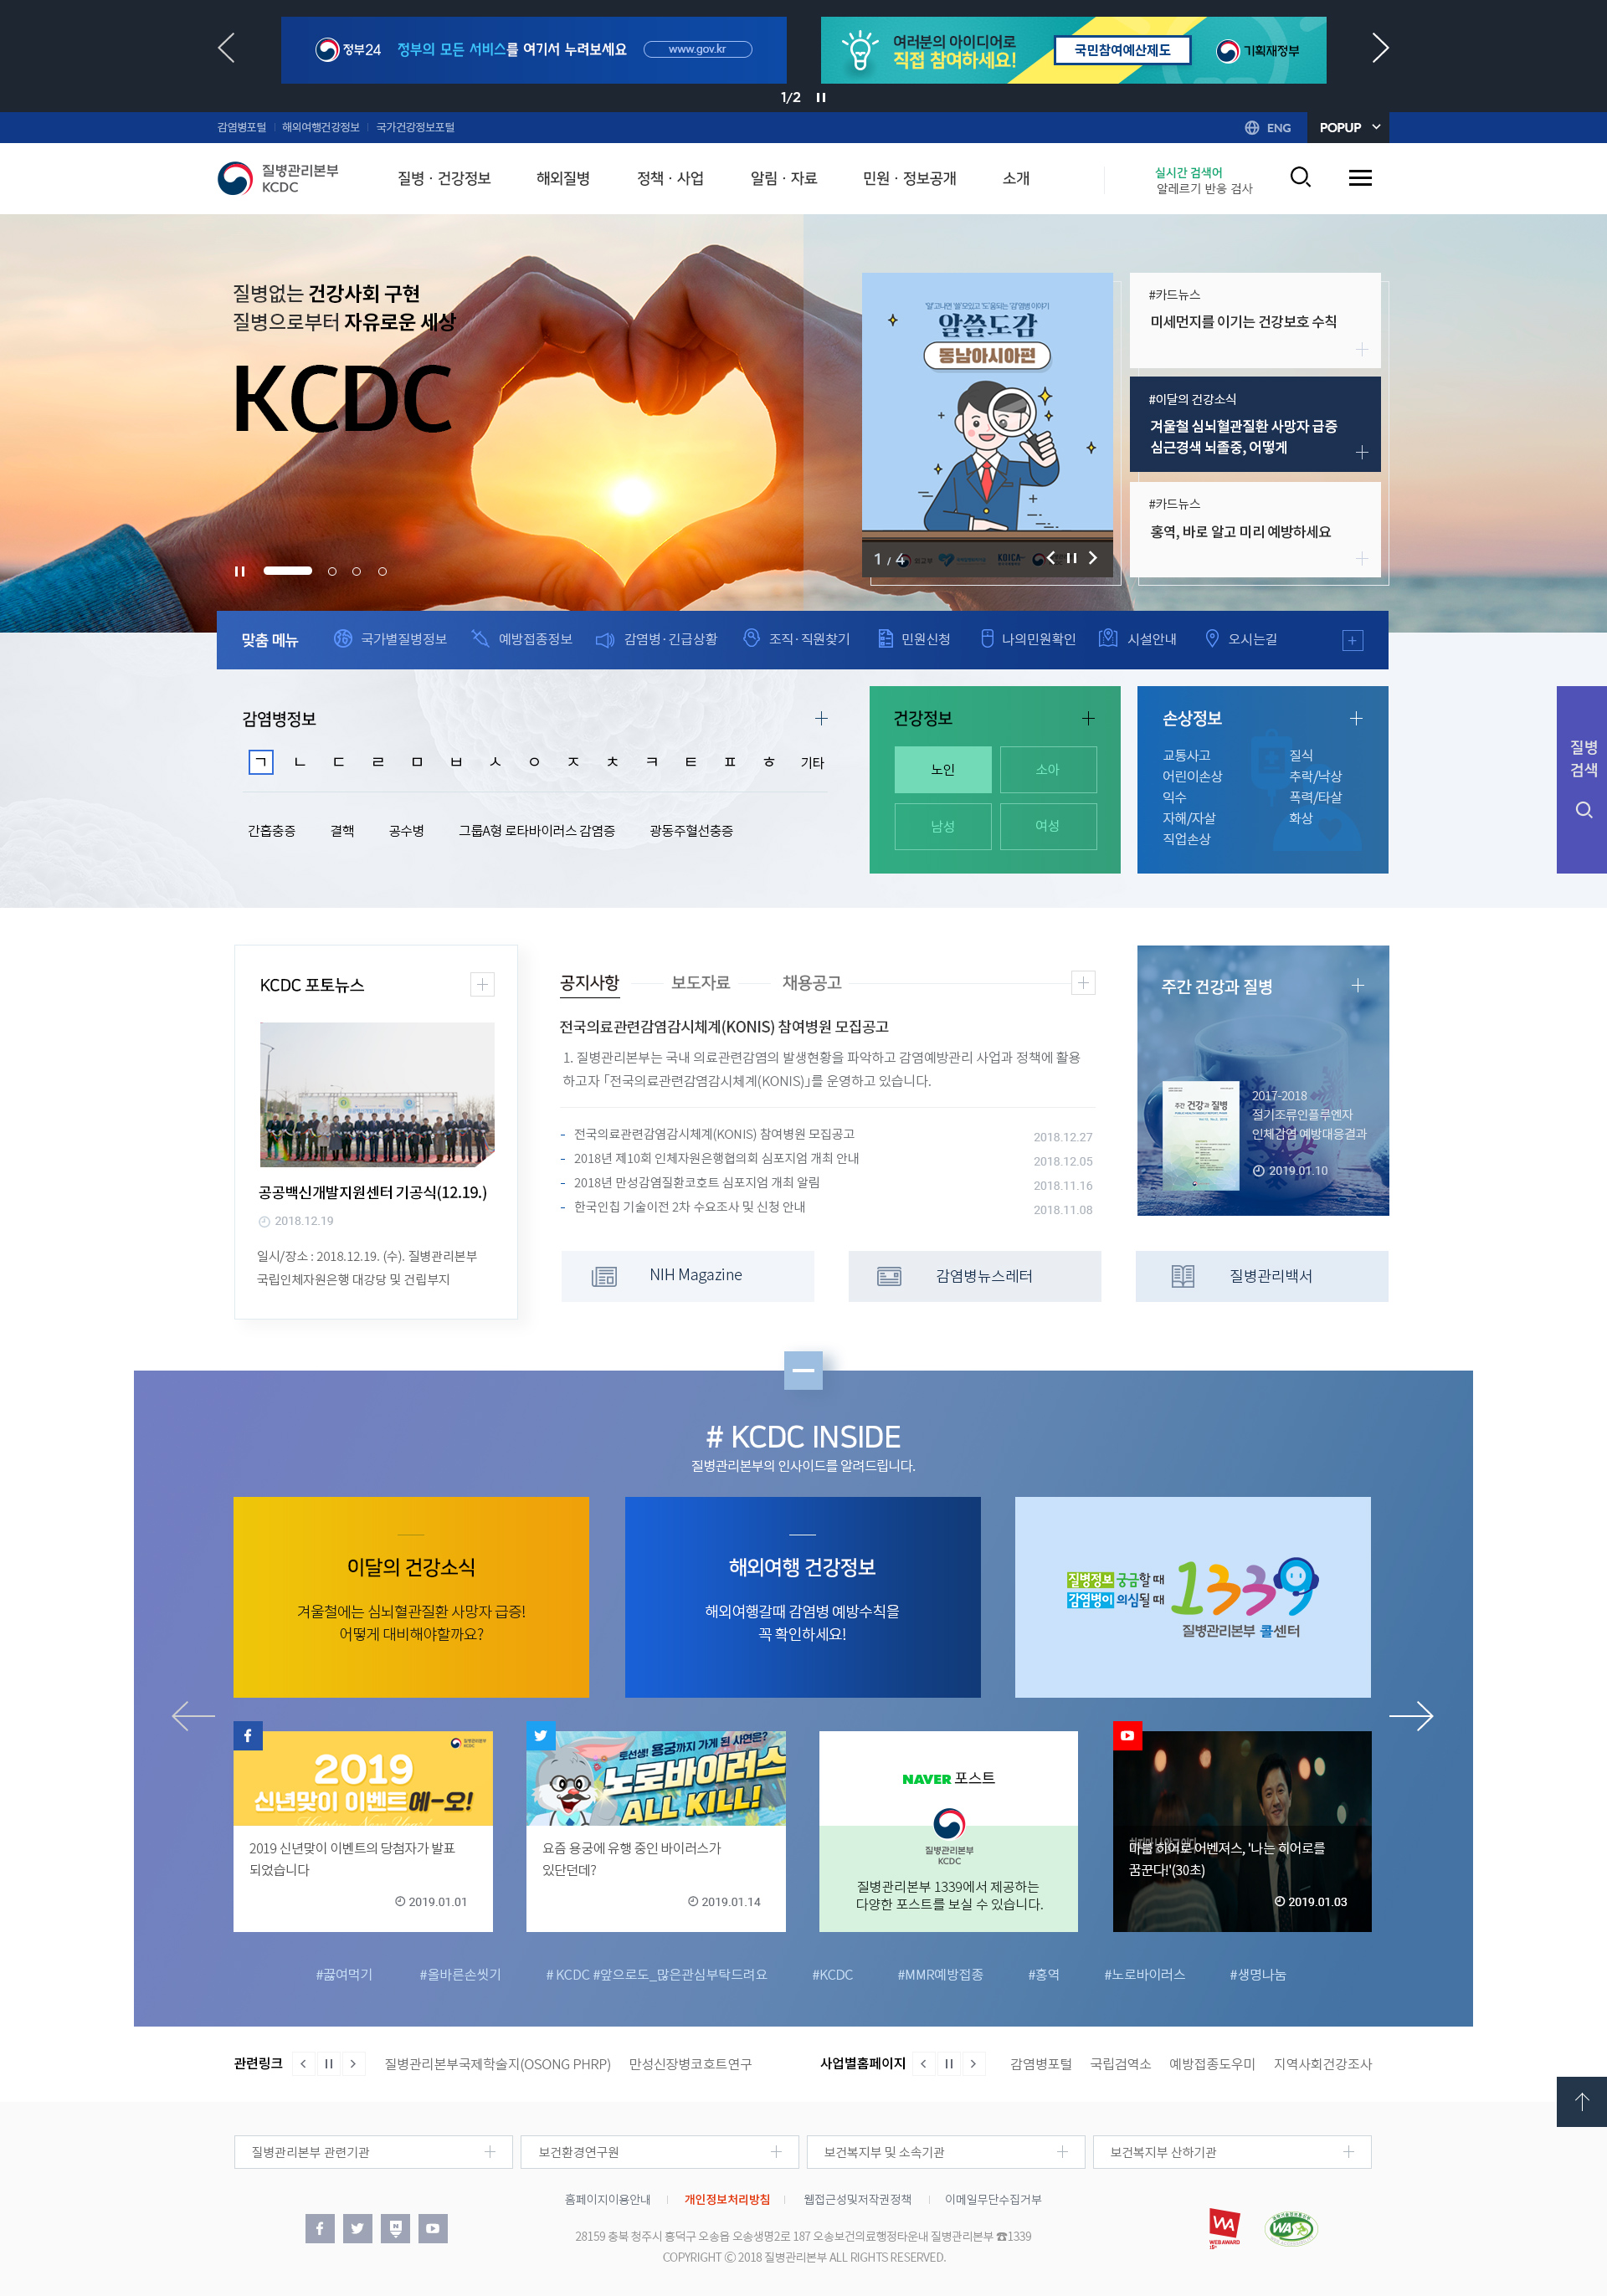 정부24 정부의 모든 서비스를 여기서 누려보세요 www.gov.kr
여러분의 아이디어로
직접 참여하세요!
국민참여예산제도
기획재정부
1/2
감염병포털 해외여행건강정보 국가건강정보포털
ENG POPUP
질병관리본부
KCDC
질병 · 건강정보 해외질병 정책 · 사업 알림 · 자료 민원 · 정보공개 소개
실시간 검색어
알레르기 반응 검사
질병없는 건강사회 구현
질병으로부터 자유로운 세상
KCDC
알쓸도감
동남아시아편
1 / 4
KOICA
#카드뉴스
미세먼지를 이기는 건강보호 수칙
#이달의 건강소식
겨울철 심뇌혈관질환 사망자 급증
심근경색 뇌졸중, 어떻게
#카드뉴스
홍역, 바로 알고 미리 예방하세요
맞춤 메뉴 국가별질병정보 예방접종정보 감염병·긴급상황 조직·직원찾기 민원신청 나의민원확인 시설안내 오시는길
감염병정보
ㄱ ㄴ ㄷ ㄹ ㅁ ㅂ ㅅ ㅇ ㅈ ㅊ ㅋ ㅌ ㅍ ㅎ 기타
간흡충증 결핵 공수병 그룹A형 로타바이러스 감염증 광동주혈선충증
건강정보
노인 소아
남성 여성
손상정보
교통사고 질식
어린이손상 추락/낙상
익수 폭력/타살
자해/자살 화상
직업손상
질병
검색
KCDC 포토뉴스
공공백신개발지원센터 기공식(12.19.)
2018.12.19
일시/장소 : 2018.12.19. (수). 질병관리본부
국립인체자원은행 대강당 및 건립부지
공지사항 보도자료 채용공고
전국의료관련감염감시체계(KONIS) 참여병원 모집공고
1. 질병관리본부는 국내 의료관련감염의 발생현황을 파악하고 감염예방관리 사업과 정책에 활용
하고자 「전국의료관련감염감시체계(KONIS)」를 운영하고 있습니다.
- 전국의료관련감염감시체계(KONIS) 참여병원 모집공고 2018.12.27
- 2018년 제10회 인체자원은행협의회 심포지엄 개최 안내 2018.12.05
- 2018년 만성감염질환코호트 심포지엄 개최 알림 2018.11.16
- 한국인칩 기술이전 2차 수요조사 및 신청 안내 2018.11.08
주간 건강과 질병
주간 건강과 질병
2017-2018
절기조류인플루엔자
인체감염 예방대응결과
2019.01.10
NIH Magazine
감염병뉴스레터
질병관리백서
# KCDC INSIDE
질병관리본부의 인사이드를 알려드립니다.
이달의 건강소식
겨울철에는 심뇌혈관질환 사망자 급증!
어떻게 대비해야할까요?
해외여행 건강정보
해외여행갈때 감염병 예방수칙을
꼭 확인하세요!
질병정보 궁금할 때
감염병이 의심될 때
1339
질병관리본부 콜센터
질병관리본부
KCDC
2019
신년맞이 이벤트 예-오!
Happy New Year!
2019 신년맞이 이벤트의 당첨자가 발표
되었습니다
2019.01.01
토선생! 용궁까지 가게 된 사연은?
노로바이러스
ALL KILL!
요즘 용궁에 유행 중인 바이러스가
있단던데?
2019.01.14
NAVER 포스트
질병관리본부
KCDC
질병관리본부 1339에서 제공하는
다양한 포스트를 보실 수 있습니다.
마블 히어로 어벤져스, '나는 히어로를
꿈꾼다!'(30초)
2019.01.03
#끓여먹기 #올바른손씻기 # KCDC #앞으로도_많은관심부탁드려요 #KCDC #MMR예방접종 #홍역 #노로바이러스 #생명나눔
관련링크 질병관리본부국제학술지(OSONG PHRP) 만성신장병코호트연구
사업별홈페이지 감염병포털 국립검역소 예방접종도우미 지역사회건강조사
질병관리본부 관련기관 보건환경연구원 보건복지부 및 소속기관 보건복지부 산하기관
홈페이지이용안내 개인정보처리방침 웹접근성및저작권정책 이메일무단수집거부
28159 충북 청주시 흥덕구 오송읍 오송생명2로 187 오송보건의료행정타운내 질병관리본부 ☎1339
COPYRIGHT ⓒ 2018 질병관리본부 ALL RIGHTS RESERVED.
WEB AWARD
WA